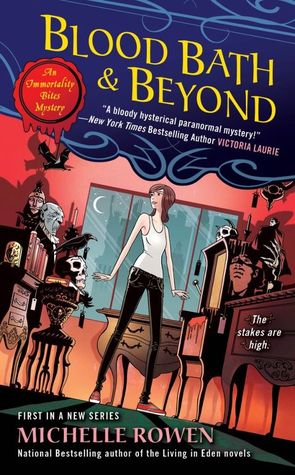 BLOOD BATH
& BEYOND
An
Immortality
Bites
Mystery
"A bloody hysterical paranormal mystery!"
—New York Times Bestselling Author VICTORIA LAURIE
The
stakes are
high.
FIRST IN A NEW SERIES
MICHELLE ROWEN
National Bestselling author of the Living in Eden novels